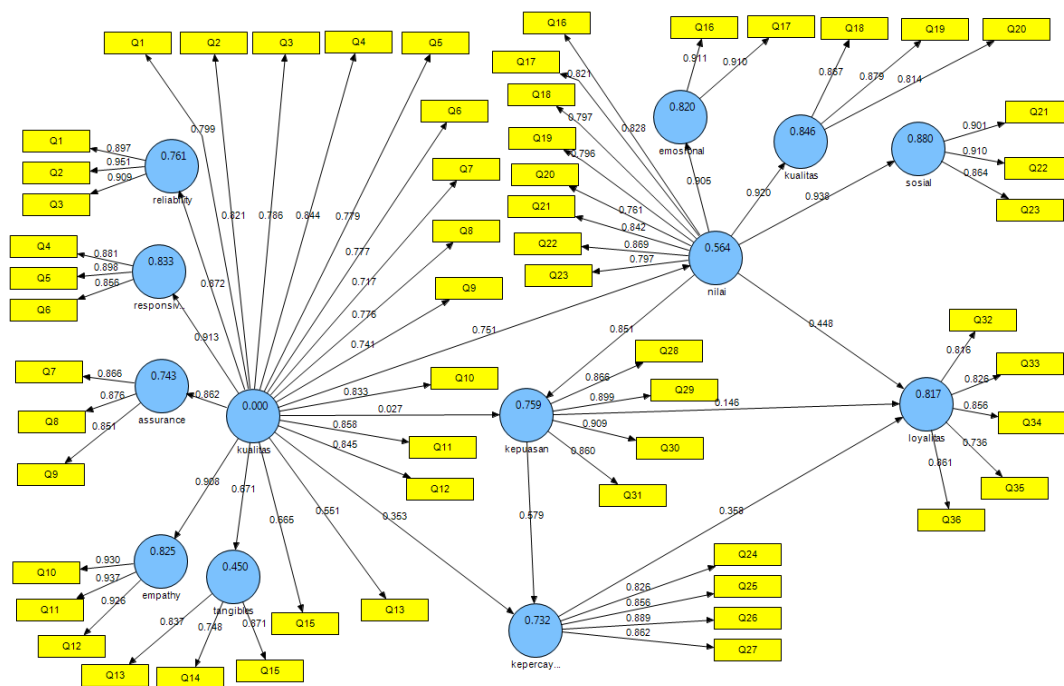 Q1
Q2
Q3
Q4
Q5
Q16
Q17
Q16
Q17
Q18
Q19
Q20
0.911
0.910
0.867
0.879
0.814
0.821
0.820
emosional
0.846
kualitas
0.880
sosial
0.901
0.910
0.864
Q21
Q22
Q23
Q18
Q19
Q20
Q21
Q22
Q23
0.797
0.796
0.828
0.761
0.842
0.869
0.797
0.905
0.920
0.938
0.564
nilai
Q6
Q7
Q8
Q9
Q1
Q2
Q3
0.897
0.951
0.909
0.761
reliability
0.799
0.821
0.786
0.844
0.779
0.777
0.717
0.776
0.741
0.872
Q4
Q5
Q6
0.881
0.898
0.856
0.833
responsiv...
0.913
0.751
0.851
0.448
Q7
Q8
Q9
0.866
0.876
0.851
0.743
assurance
0.862
0.000
kualitas
0.833
Q10
0.027
0.858
Q11
0.845
Q12
0.759
kepuasan
0.866
Q28
0.899
Q29
0.146
0.909
Q30
0.860
Q31
0.817
loyalitas
Q32
0.816
Q33
0.826
Q34
0.856
Q35
0.736
Q36
0.861
0.908
0.671
0.665
0.551
0.353
0.579
0.358
Q10
Q11
Q12
0.930
0.937
0.926
0.825
empathy
0.450
tangibles
0.837
0.748
0.871
Q13
Q14
Q15
Q15
Q13
0.732
kepercay...
0.826
0.856
0.889
0.862
Q24
Q25
Q26
Q27